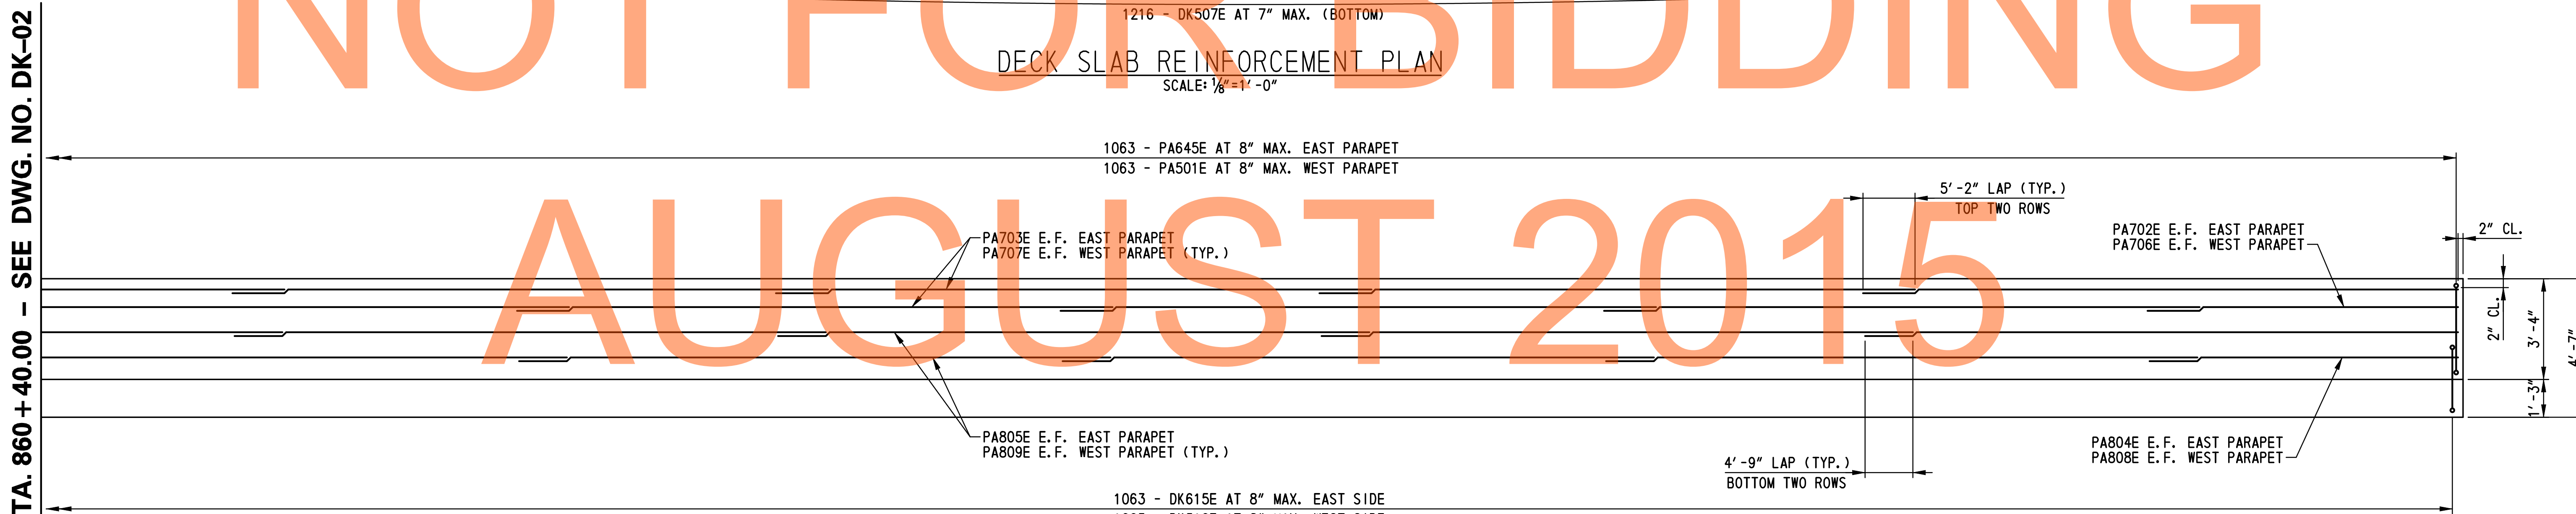 NOT FOR BIDDING
1216 - DK507E AT 7" MAX. (BOTTOM)
DECK SLAB REINFORCEMENT PLAN
SCALE: ⅛"=1'-0"
TA. 860+40.00 - SEE DWG. NO. DK-02
1063 - PA645E AT 8" MAX. EAST PARAPET
1063 - PA501E AT 8" MAX. WEST PARAPET
AUGUST 2015
5'-2" LAP (TYP.)
TOP TWO ROWS
PA703E E.F. EAST PARAPET
PA707E E.F. WEST PARAPET (TYP.)
PA702E E.F. EAST PARAPET
PA706E E.F. WEST PARAPET
2" CL.
2" CL.
3'-4"
4'-7"
1'-3"
PA805E E.F. EAST PARAPET
PA809E E.F. WEST PARAPET (TYP.)
4'-9" LAP (TYP.)
BOTTOM TWO ROWS
PA804E E.F. EAST PARAPET
PA808E E.F. WEST PARAPET
1063 - DK615E AT 8" MAX. EAST SIDE